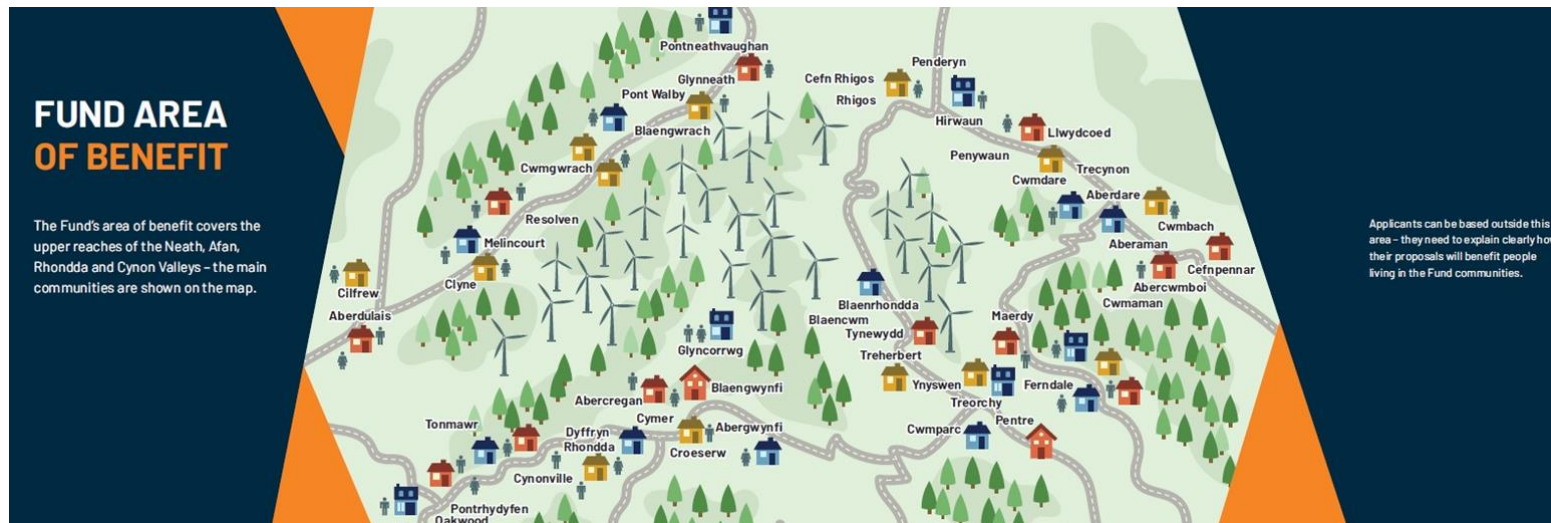 FUND AREA
OF BENEFIT
The Fund's area of benefit covers the
upper reaches of the Neath, Afan,
Rhondda and Cynon Valleys – the main
communities are shown on the map.
Pontneathvaughan
Glynneath
Pont Walby
Blaengwrach
Cwmgwrach
Resolven
Melincourt
Clyne
Cilfrew
Aberdulais
Cefn Rhigos
Rhigos
Penderyn
Hirwaun
Llwydcoed
Penywaun
Trecynon
Cwmdare
Aberdare
Cwmbach
Aberaman
Cefnpennar
Abercwmboi
Cwmaman
Maerdy
Blaenrhondda
Blaencwm
Tynewydd
Treherbert
Ynyswen
Ferndale
Treorchy
Pentre
Cwmparc
Glyncorrwg
Blaengwynfi
Abercregan
Cymer
Abergwynfi
Croeserw
Dyffryn
Rhondda
Tonmawr
Cynonville
Pontrhydyfen
Oakwood
Applicants can be based outside this
area – they need to explain clearly how
their proposals will benefit people
living in the Fund communities.